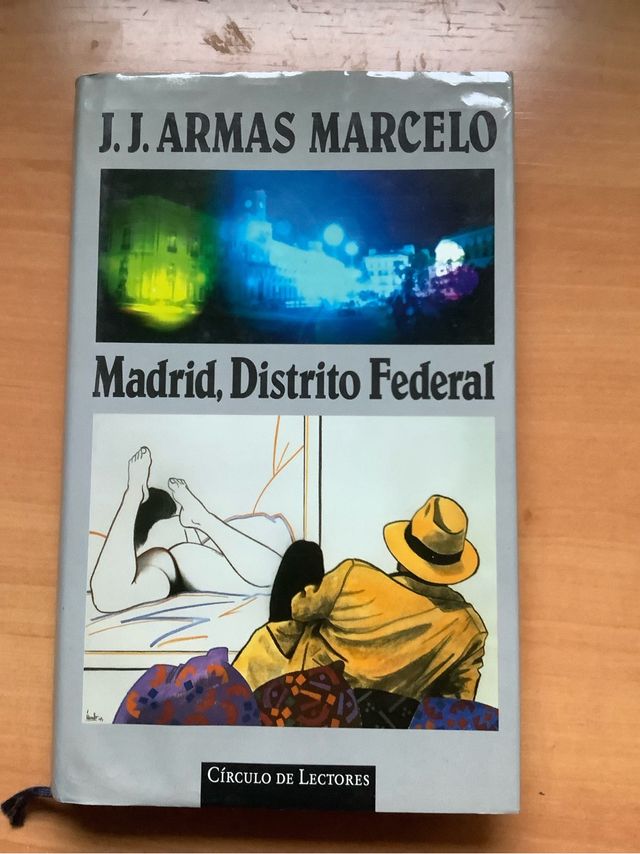 J. J. ARMAS MARCELO
Madrid, Distrito Federal
CÍRCULO DE LECTORES